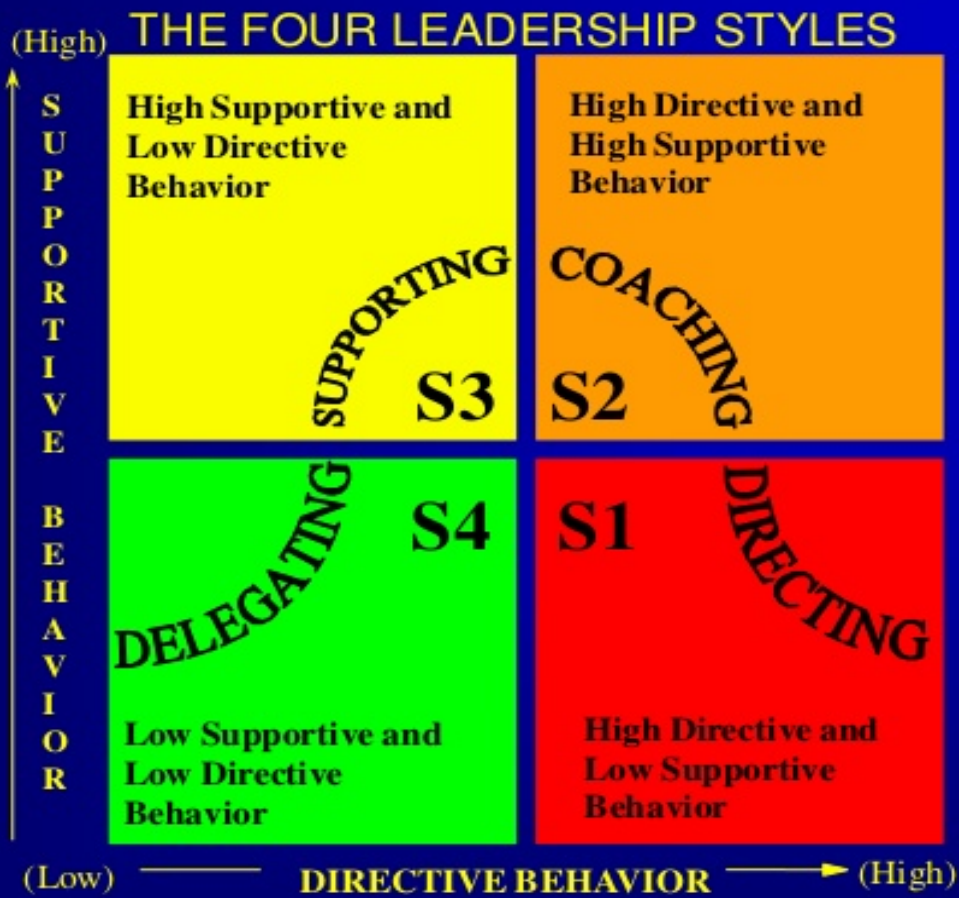 THE FOUR LEADERSHIP STYLES
(High)
SUPPORTIVE BEHAVIOR
High Supportive and
Low Directive
Behavior
SUPPORTING
S3
High Directive and
High Supportive
Behavior
COACHING
S2
DELEGATING
S4
Low Supportive and
Low Directive
Behavior
S1
DIRECTING
High Directive and
Low Supportive
Behavior
(Low)
DIRECTIVE BEHAVIOR
(High)